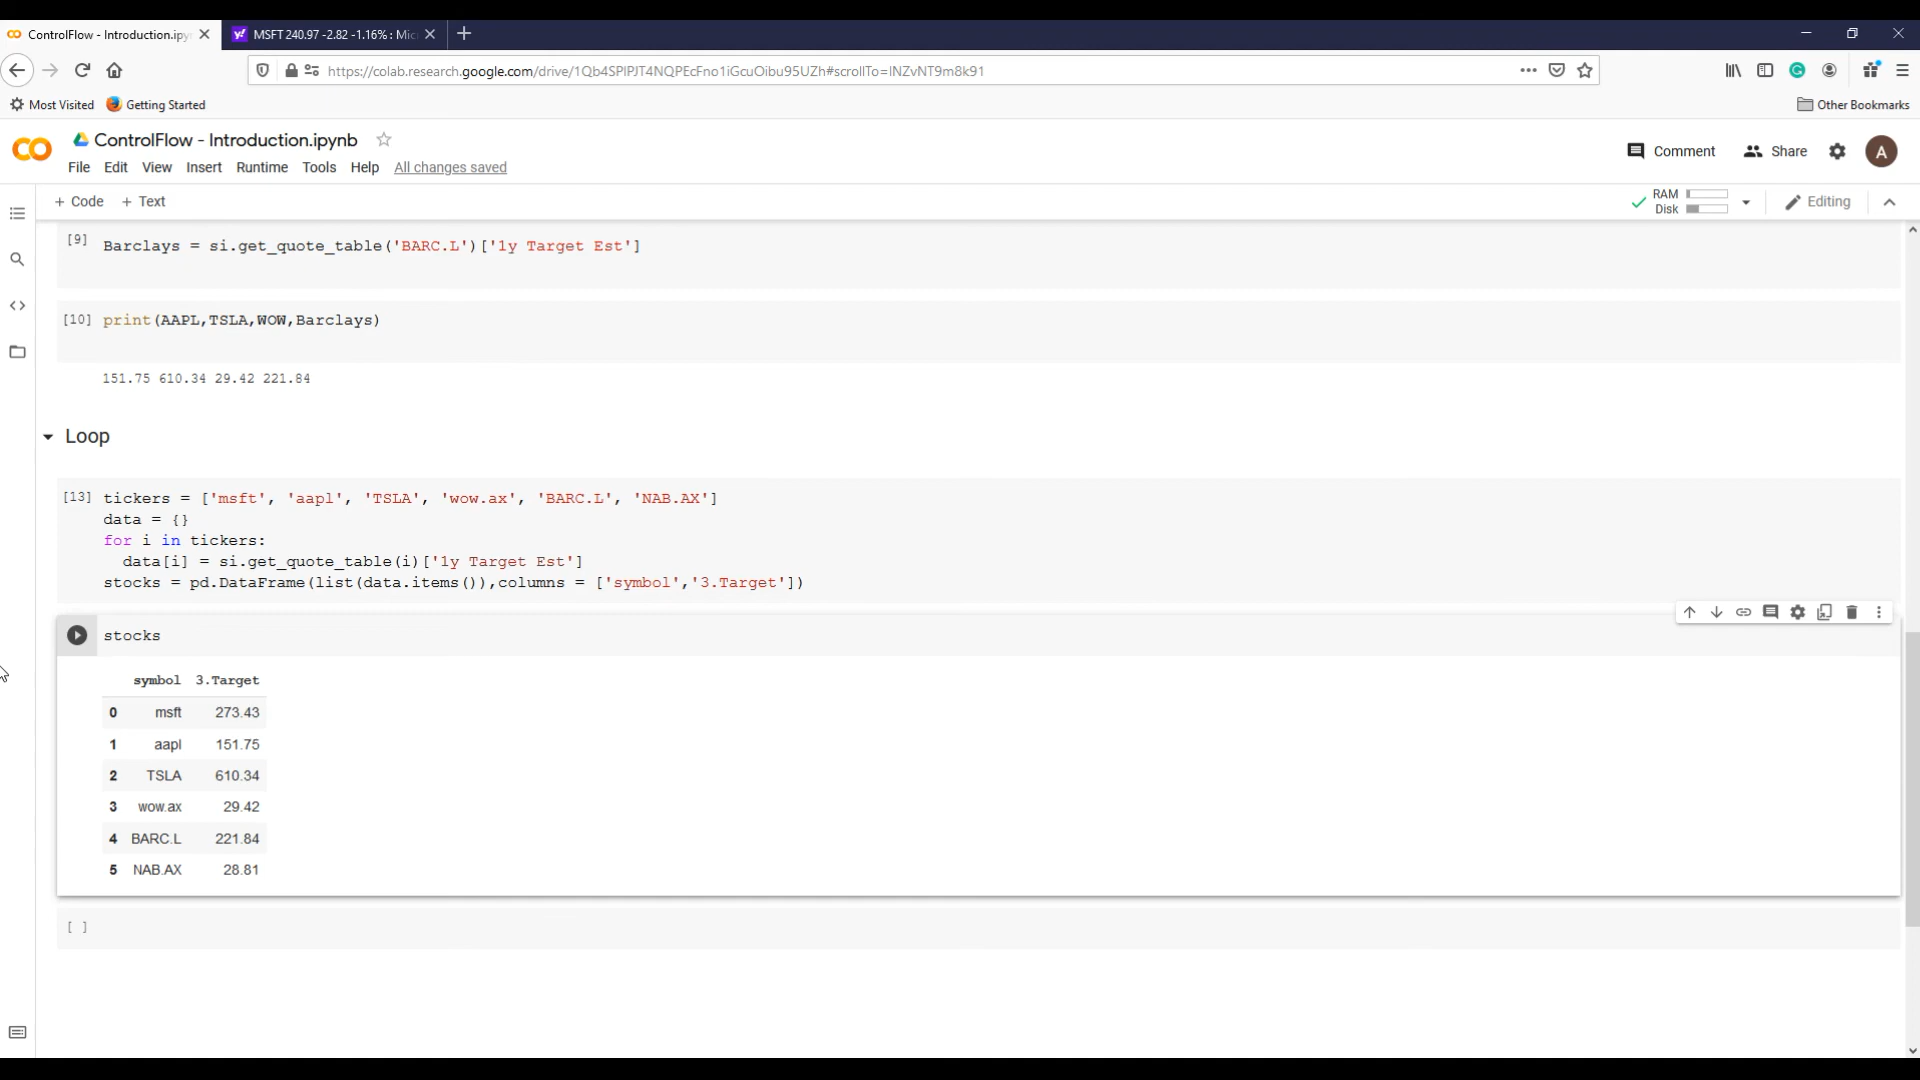 ControlFlow - Introduction.ipyn
MSFT 240.97 -2.82 -1.16% : Mic
https://colab.research.google.com/drive/1Qb4SPlPJT4NQPEcFno1iGcuOibu95UZh#scrollTo=lNZvNT9m8k91
Most Visited
Getting Started
Other Bookmarks
ControlFlow - Introduction.ipynb
File Edit View Insert Runtime Tools Help All changes saved
Comment
Share
A
+ Code + Text
RAM
Disk
Editing
[9] Barclays = si.get_quote_table('BARC.L')['1y Target Est']
[10] print(AAPL,TSLA,WOW,Barclays)
151.75 610.34 29.42 221.84
Loop
[13] tickers = ['msft', 'aapl', 'TSLA', 'wow.ax', 'BARC.L', 'NAB.AX']
data = {}
for i in tickers:
data[i] = si.get_quote_table(i)['1y Target Est']
stocks = pd.DataFrame(list(data.items()),columns = ['symbol','3.Target'])
stocks
symbol 3.Target
0 msft 273.43
1 aapl 151.75
2 TSLA 610.34
3 wow.ax 29.42
4 BARC.L 221.84
5 NAB.AX 28.81
[ ]